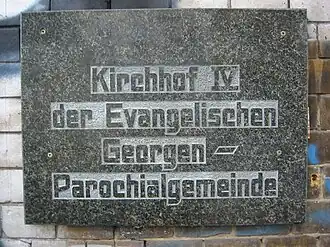 Kirchhof IV
der Evangelischen
Georgen –
Parochialgemeinde